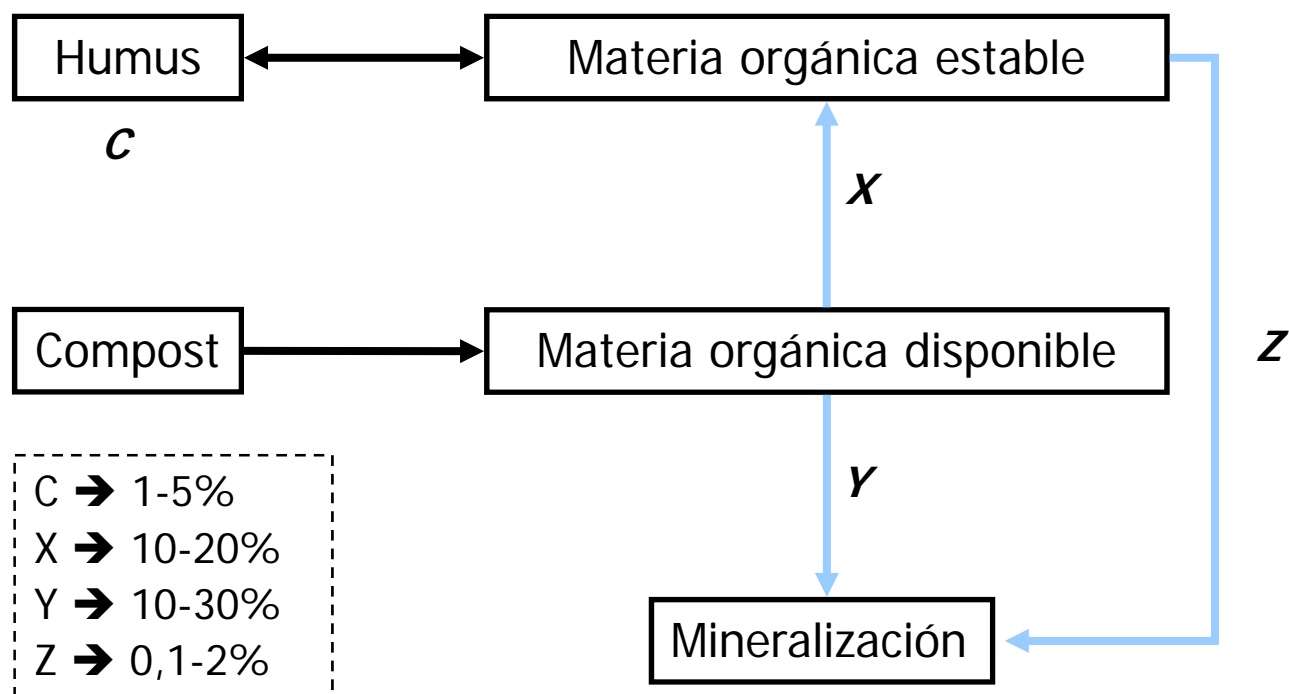 Humus
Materia orgánica estable
C
X
Compost
Materia orgánica disponible
Z
Y
C ➔ 1-5%
X ➔ 10-20%
Y ➔ 10-30%
Z ➔ 0,1-2%
Mineralización